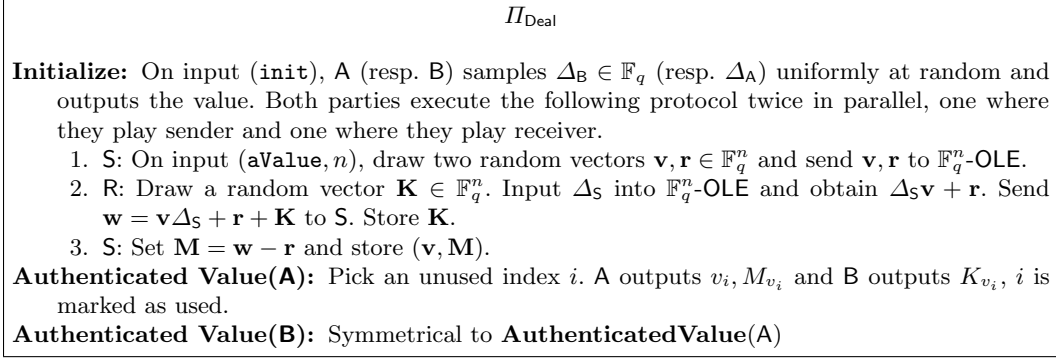 Π_Deal
Initialize: On input (init), A (resp. B) samples Δ_B ∈ 𝔽_q (resp. Δ_A) uniformly at random and
outputs the value. Both parties execute the following protocol twice in parallel, one where
they play sender and one where they play receiver.
1. S: On input (aValue, n), draw two random vectors v, r ∈ 𝔽_q^n and send v, r to 𝔽_q^n-OLE.
2. R: Draw a random vector K ∈ 𝔽_q^n. Input Δ_S into 𝔽_q^n-OLE and obtain Δ_S v + r. Send
w = vΔ_S + r + K to S. Store K.
3. S: Set M = w − r and store (v, M).
Authenticated Value(A): Pick an unused index i. A outputs v_i, M_{v_i} and B outputs K_{v_i}, i is
marked as used.
Authenticated Value(B): Symmetrical to AuthenticatedValue(A)